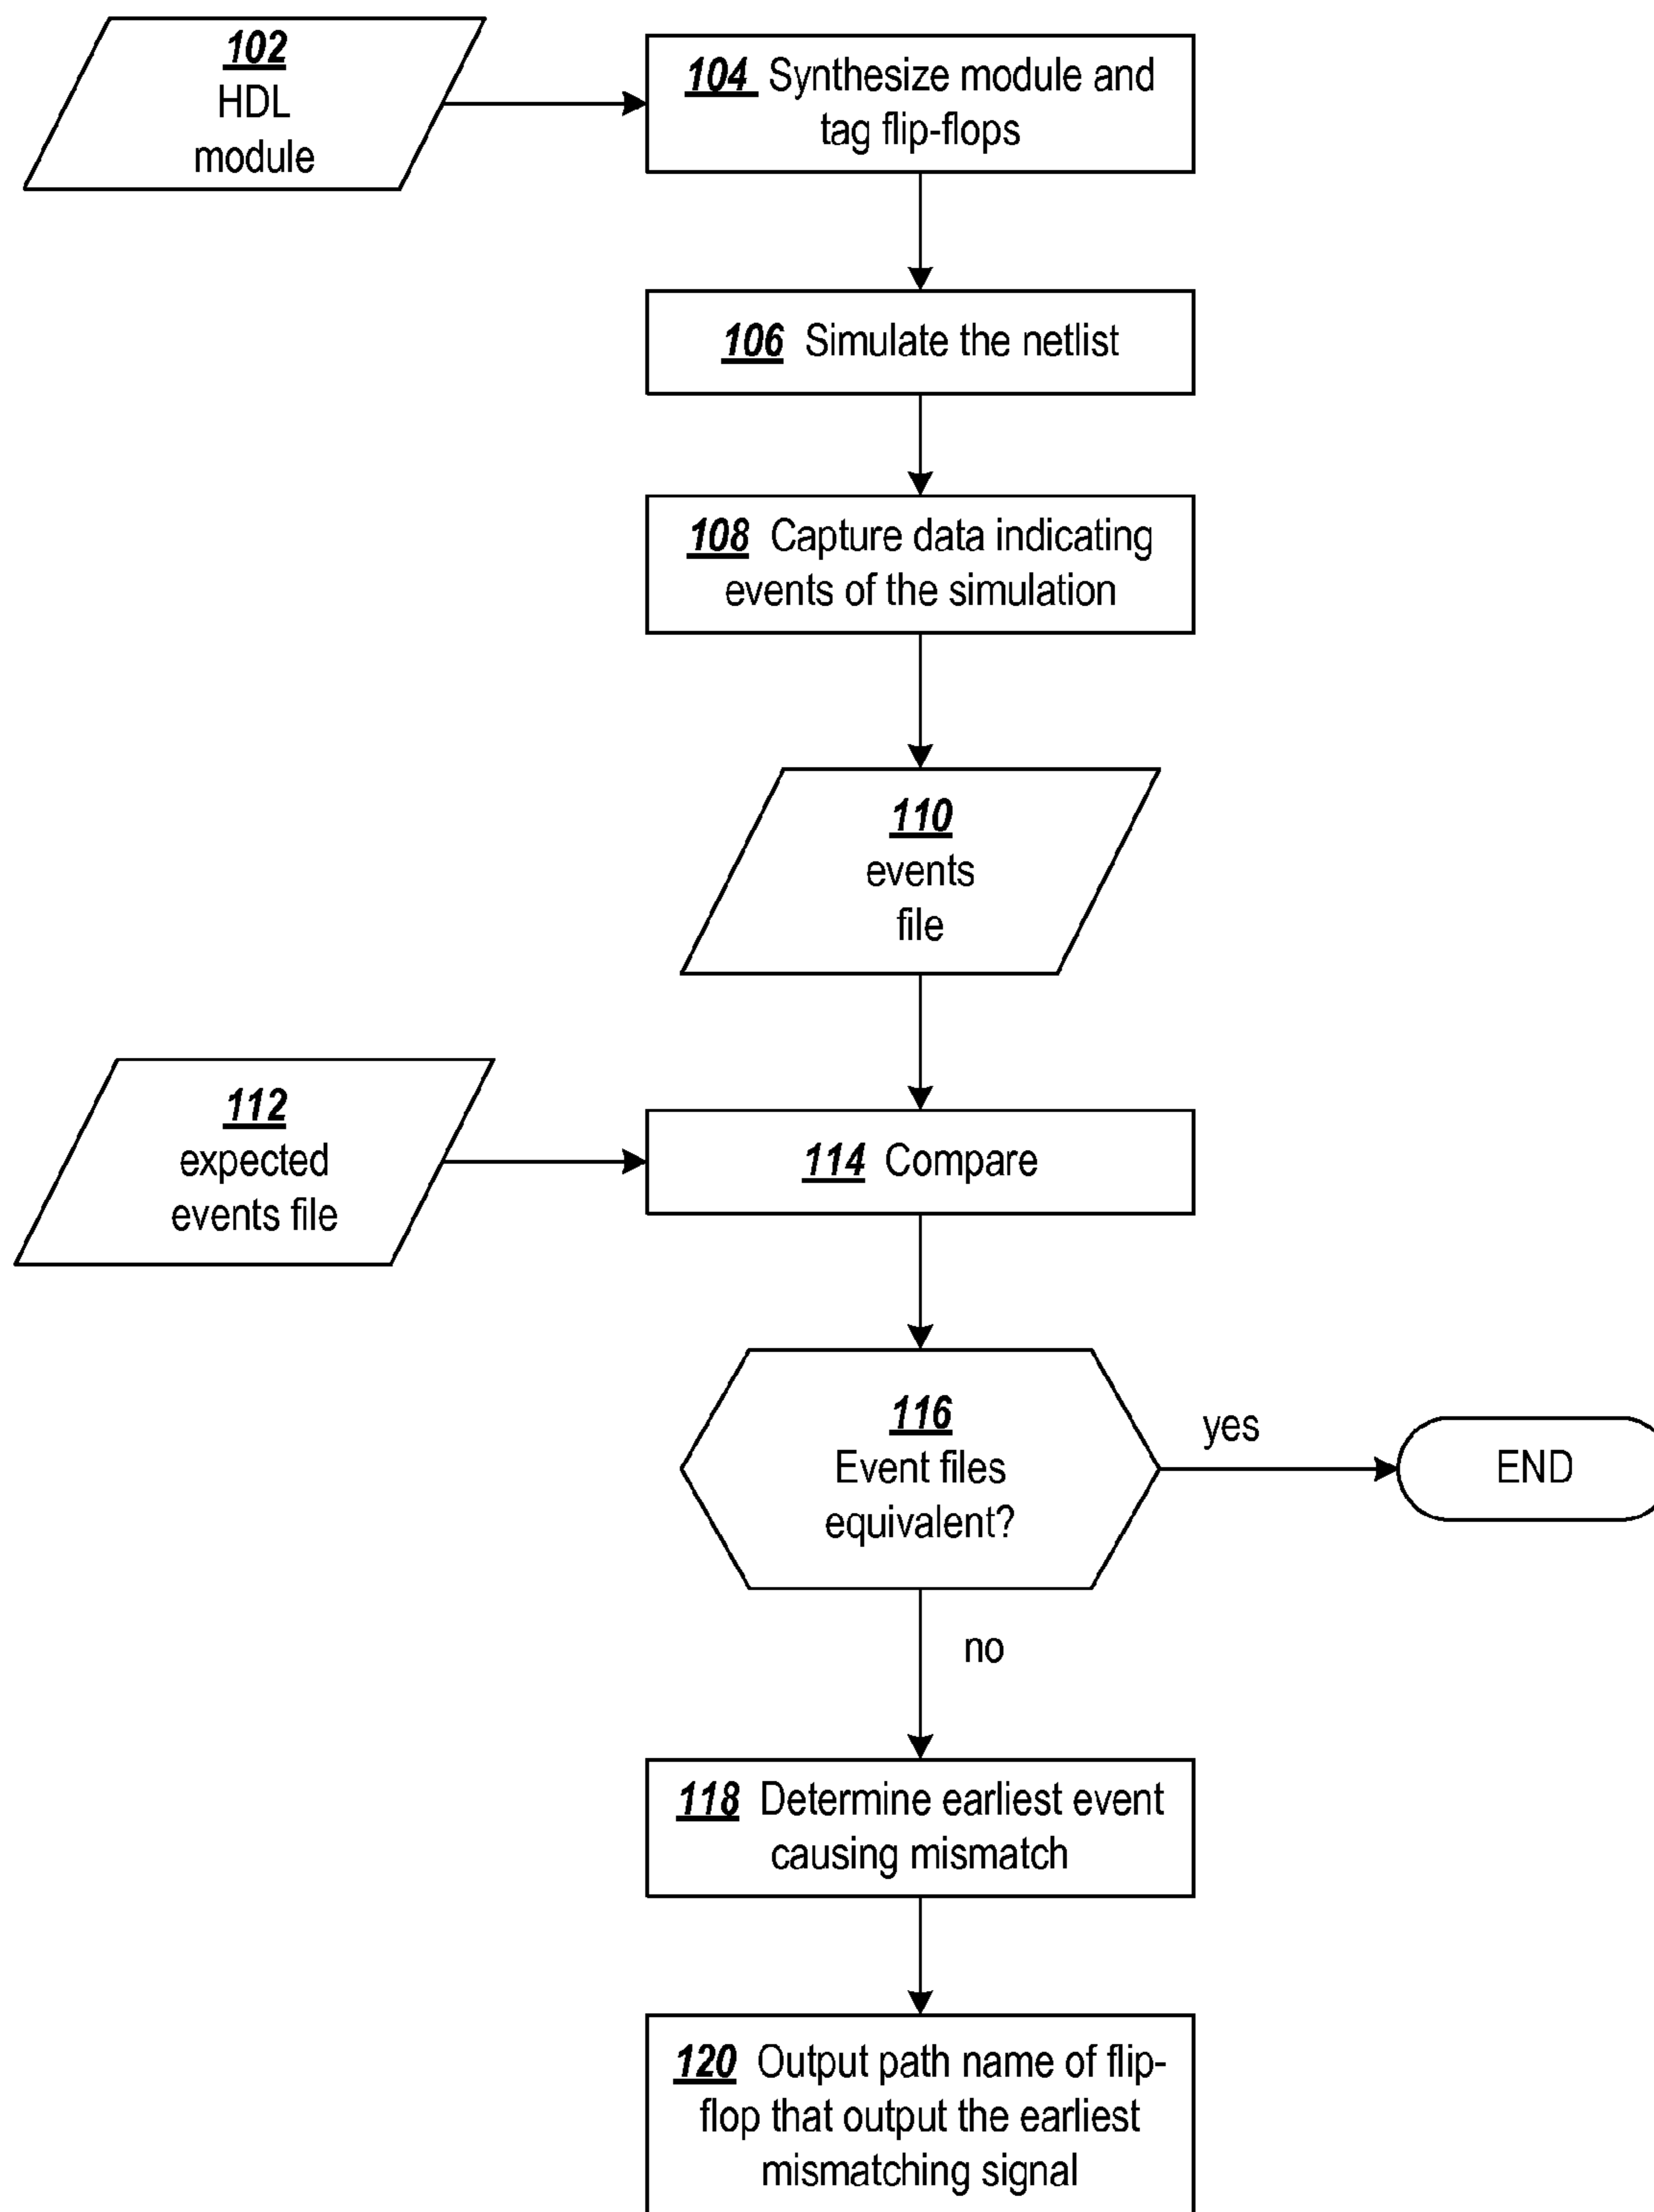 102
HDL
module
104 Synthesize module and
tag flip-flops
106 Simulate the netlist
108 Capture data indicating
events of the simulation
110
events
file
112
expected
events file
114 Compare
116
Event files
equivalent?
yes
END
no
118 Determine earliest event
causing mismatch
120 Output path name of flip-
flop that output the earliest
mismatching signal